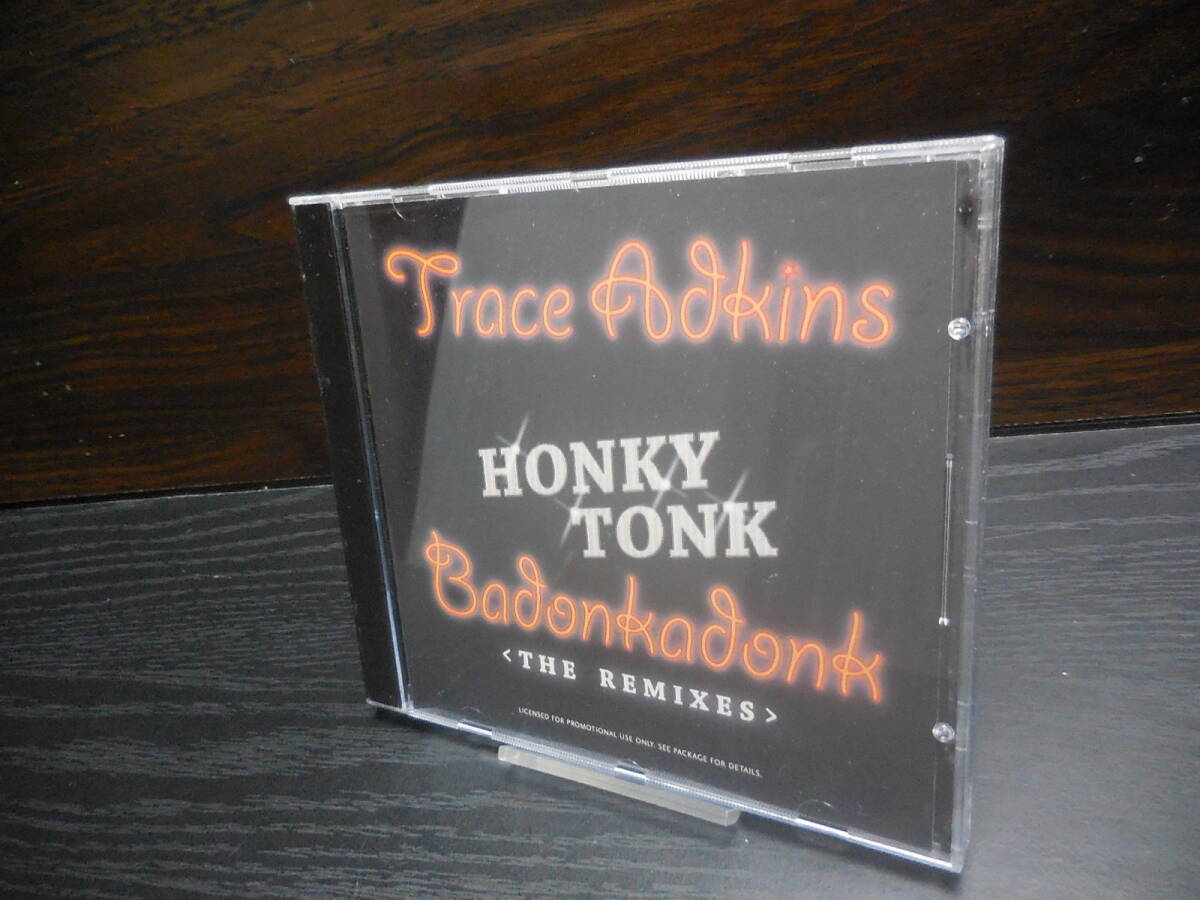 Trace Adkins
HONKY
TONK
Badonkadonk
<THE REMIXES>
LICENSED FOR PROMOTIONAL USE ONLY. SEE PACKAGE FOR DETAILS.